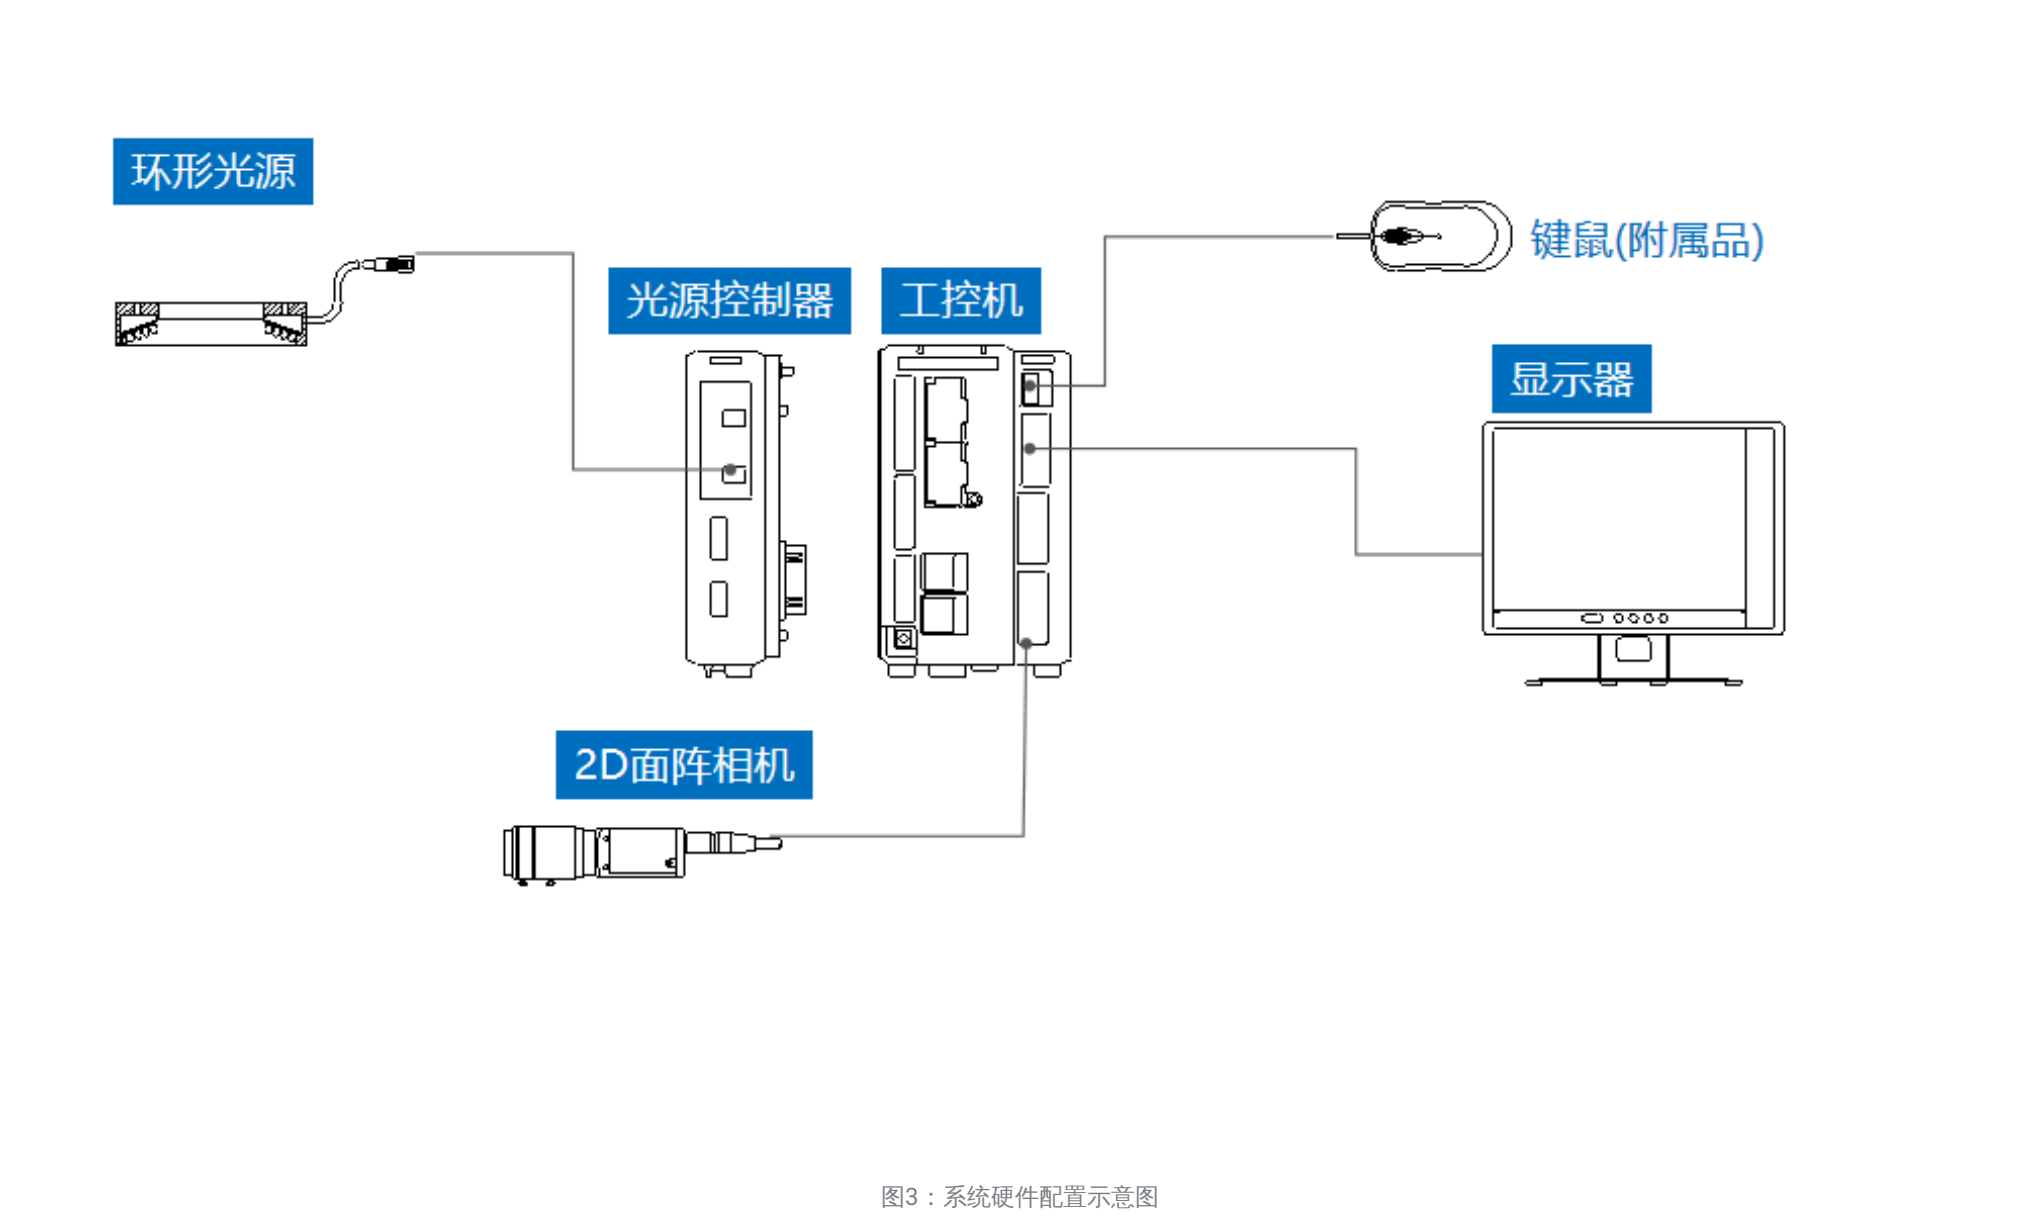 环形光源
键鼠(附属品)
光源控制器
工控机
显示器
2D面阵相机
图3：系统硬件配置示意图